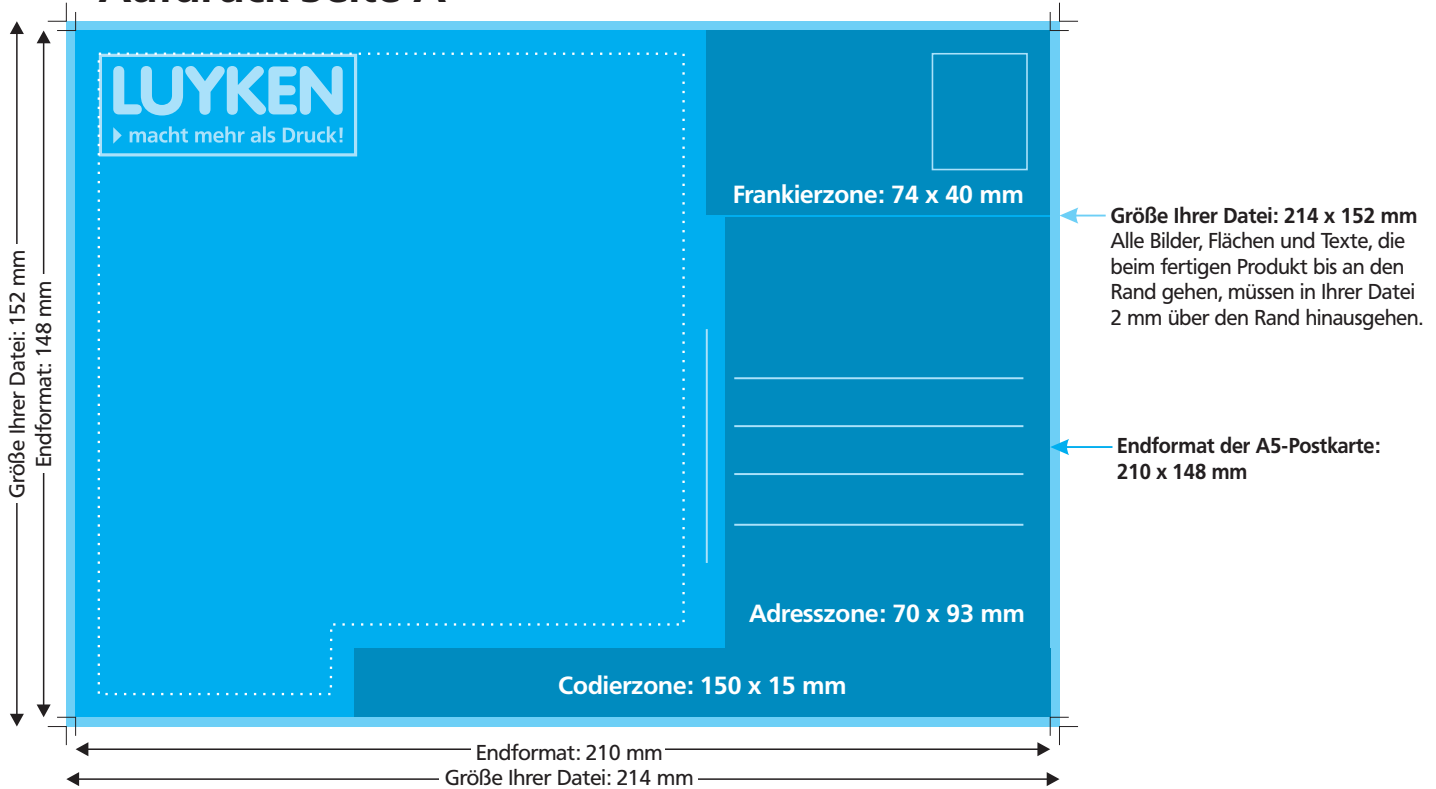 Aufdruck Seite A
LUYKEN
macht mehr als Druck!
Frankierzone: 74 x 40 mm
Größe Ihrer Datei: 214 x 152 mm
Alle Bilder, Flächen und Texte, die
beim fertigen Produkt bis an den
Rand gehen, müssen in Ihrer Datei
2 mm über den Rand hinausgehen.
Größe Ihrer Datei: 152 mm
Endformat: 148 mm
Endformat der A5-Postkarte:
210 x 148 mm
Adresszone: 70 x 93 mm
Codierzone: 150 x 15 mm
Endformat: 210 mm
Größe Ihrer Datei: 214 mm